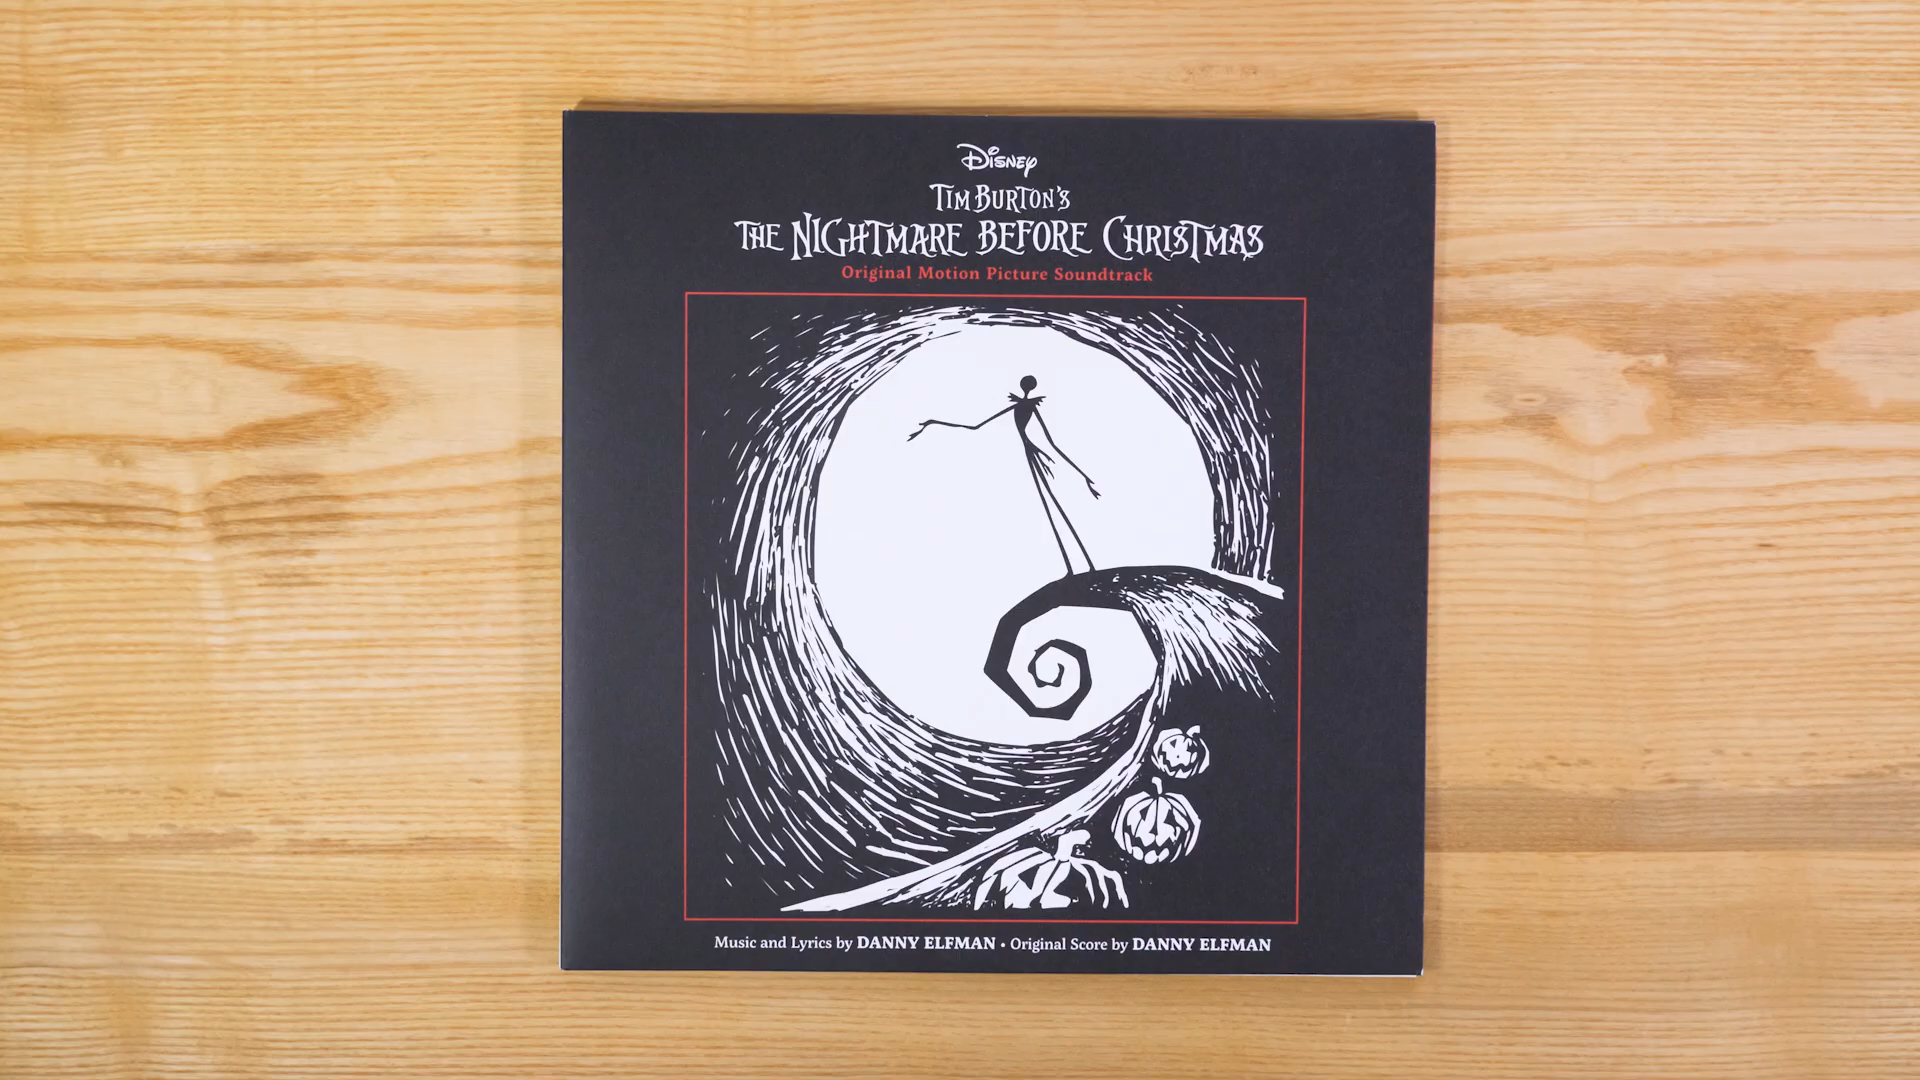 Disney
TIM BURTON'S
THE NIGHTMARE BEFORE CHRISTMAS
Original Motion Picture Soundtrack
Music and Lyrics by DANNY ELFMAN • Original Score by DANNY ELFMAN